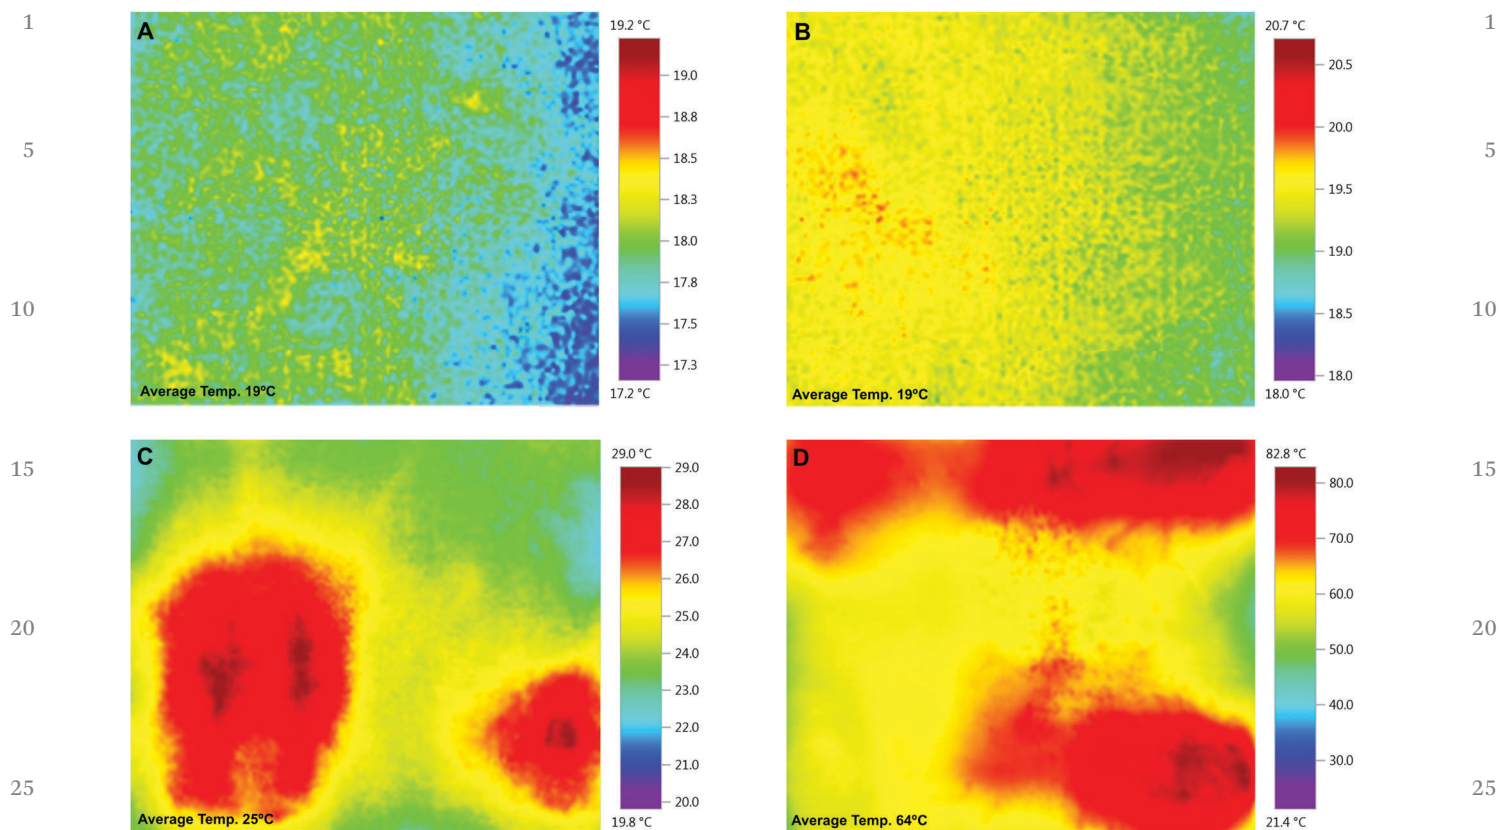 1
5
10
15
20
25
A
19.2 °C
19.0
18.8
18.5
18.3
18.0
17.8
17.5
17.3
17.2 °C
Average Temp. 19ºC
B
20.7 °C
20.5
20.0
19.5
19.0
18.5
18.0
18.0 °C
Average Temp. 19ºC
C
29.0 °C
29.0
28.0
27.0
26.0
25.0
24.0
23.0
22.0
21.0
20.0
19.8 °C
Average Temp. 25ºC
D
82.8 °C
80.0
70.0
60.0
50.0
40.0
30.0
21.4 °C
Average Temp. 64ºC
1
5
10
15
20
25